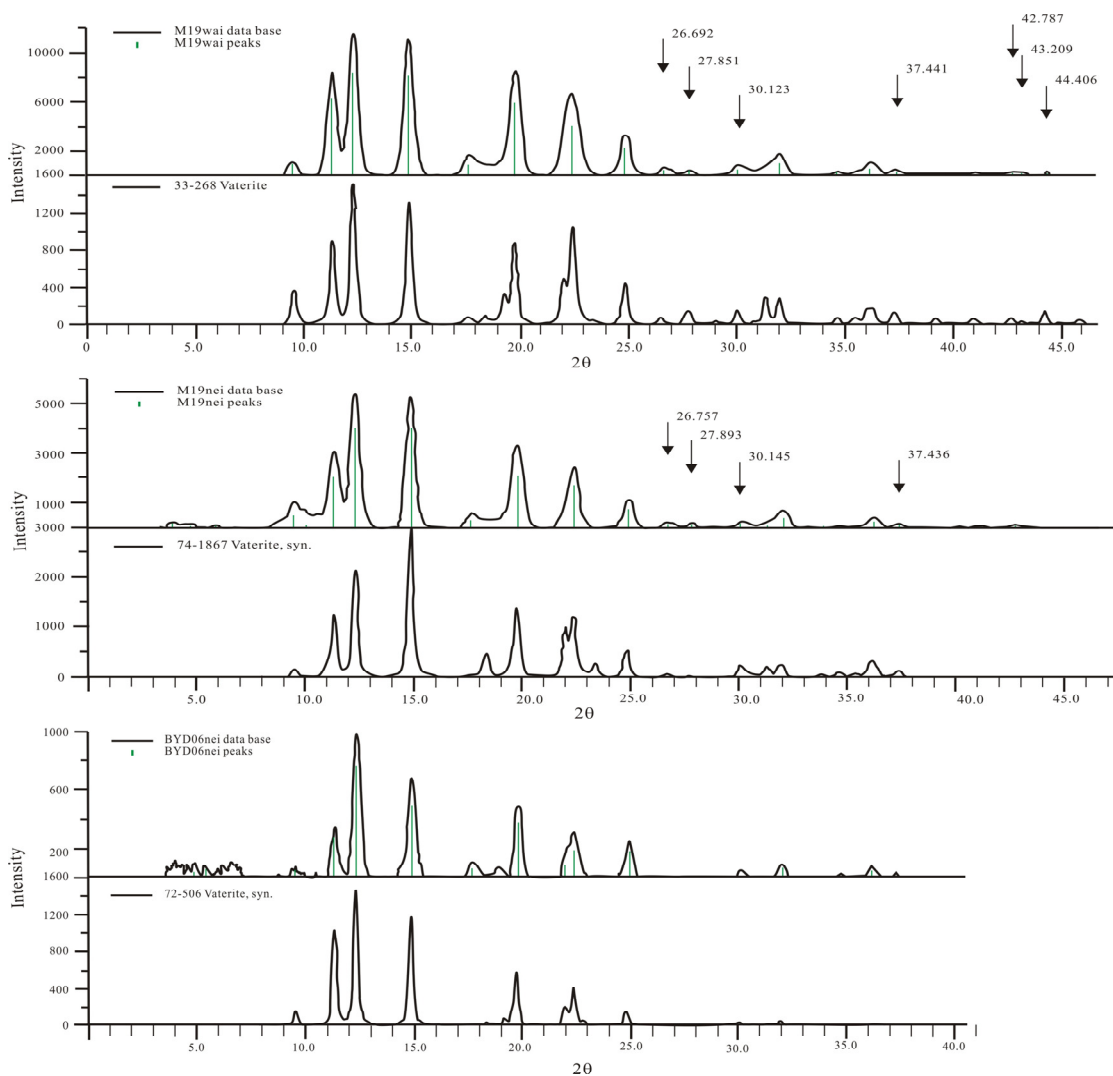 M19wai data base
M19wai peaks
26.692
27.851
30.123
37.441
42.787
43.209
44.406
10000
6000
2000
1600
Intensity
33-268 Vaterite
1200
800
400
0
0 5.0 10.0 15.0 20.0 25.0 30.0 35.0 40.0 45.0
2θ
M19nei data base
M19nei peaks
26.757
27.893
30.145
37.436
5000
3000
1000
3000
Intensity
74-1867 Vaterite, syn.
2000
1000
0
5.0 10.0 15.0 20.0 25.0 30.0 35.0 40.0 45.0
2θ
BYD06nei data base
BYD06nei peaks
1000
600
200
1600
Intensity
72-506 Vaterite, syn.
1200
800
400
0
5.0 10.0 15.0 20.0 25.0 30.0 35.0 40.0
2θ